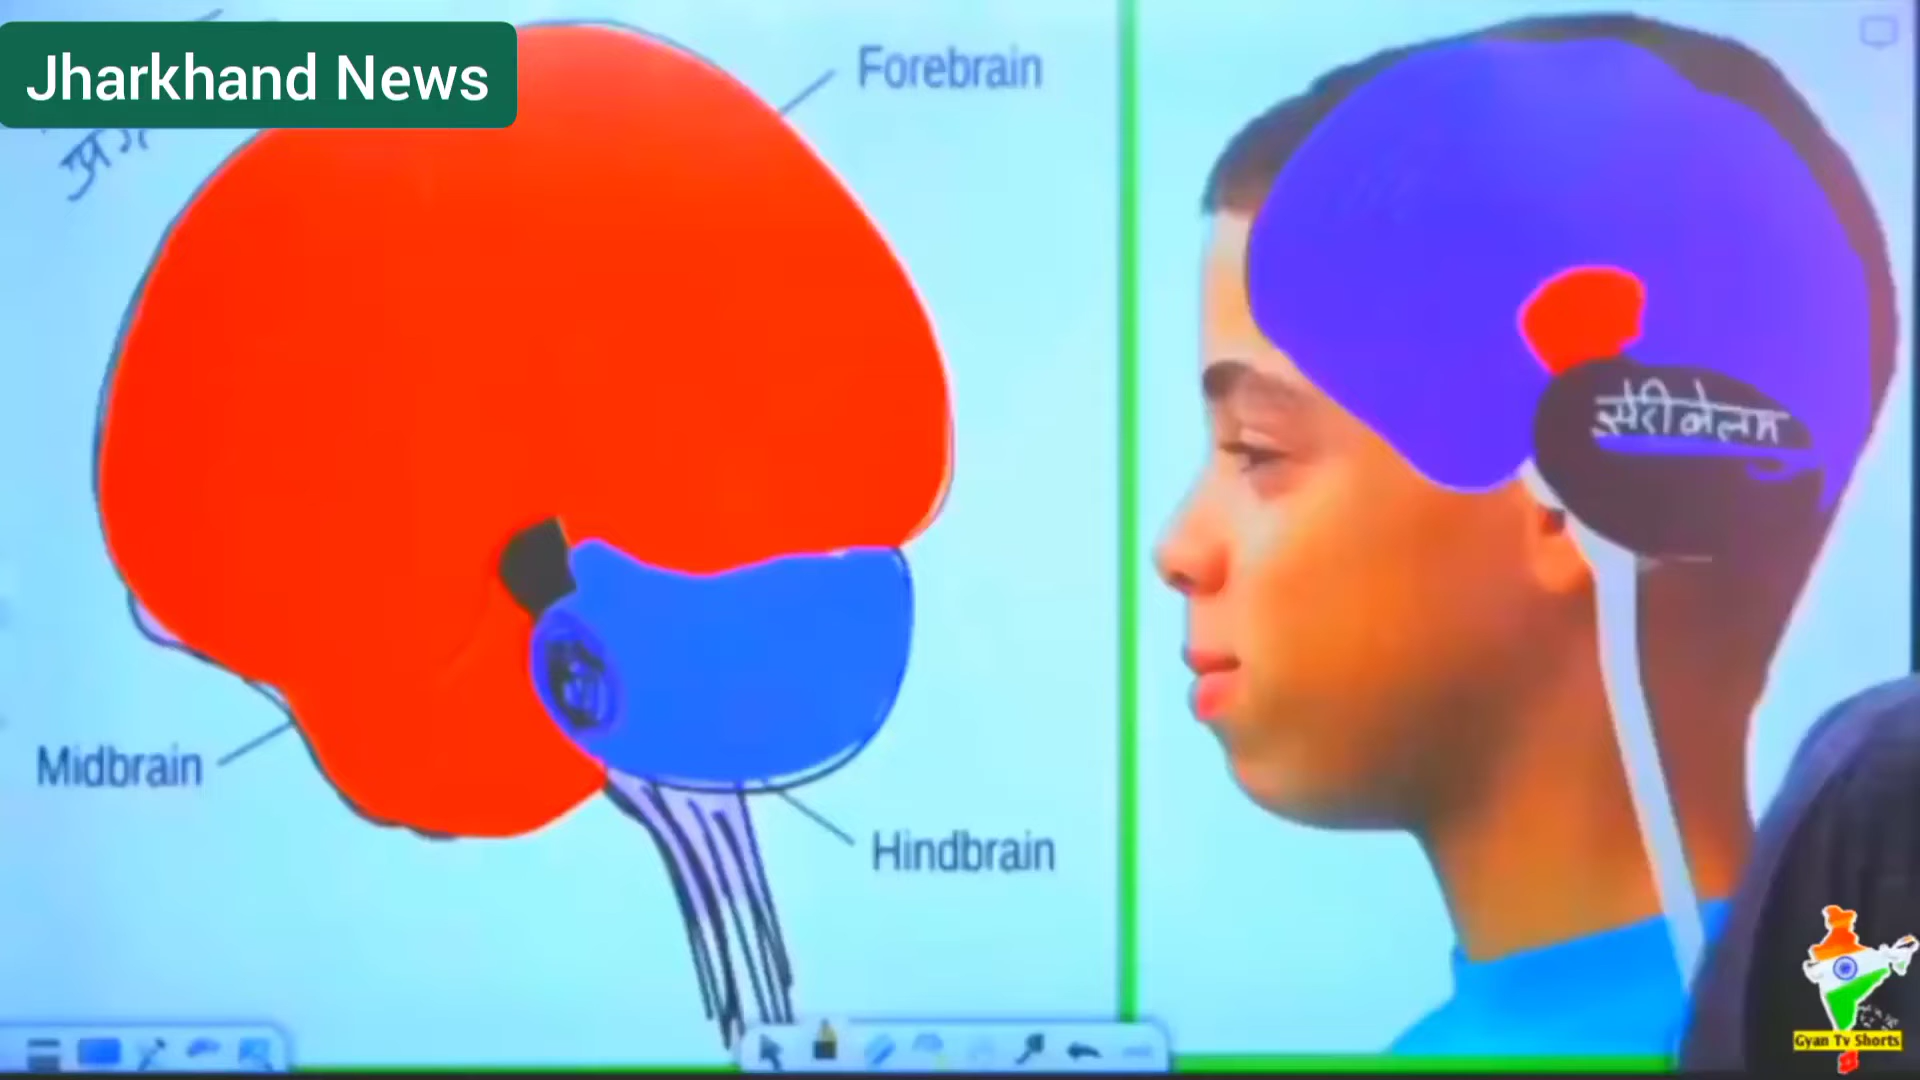 Jharkhand News
Forebrain
Midbrain
Hindbrain
सेरीबेलम
Gyan Tv Shorts